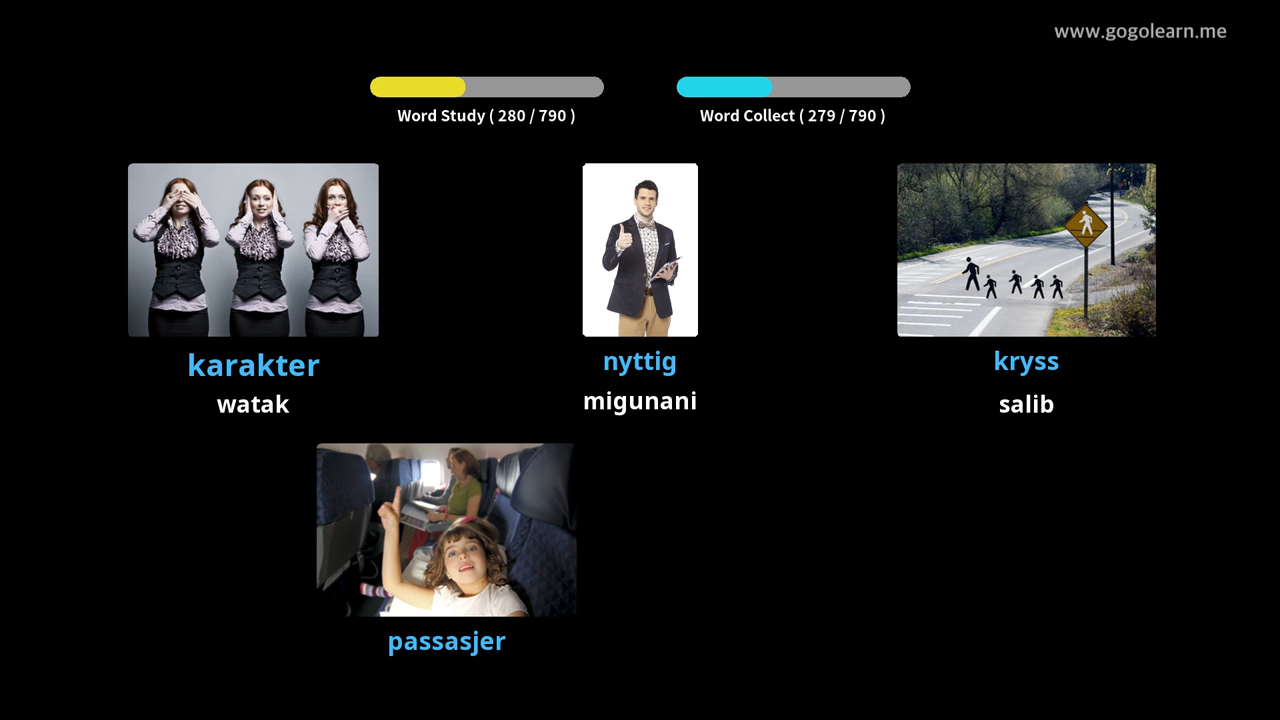 www.gogolearn.me
Word Study ( 280 / 790 )
Word Collect ( 279 / 790 )
karakter
nyttig
kryss
watak
migunani
salib
passasjer